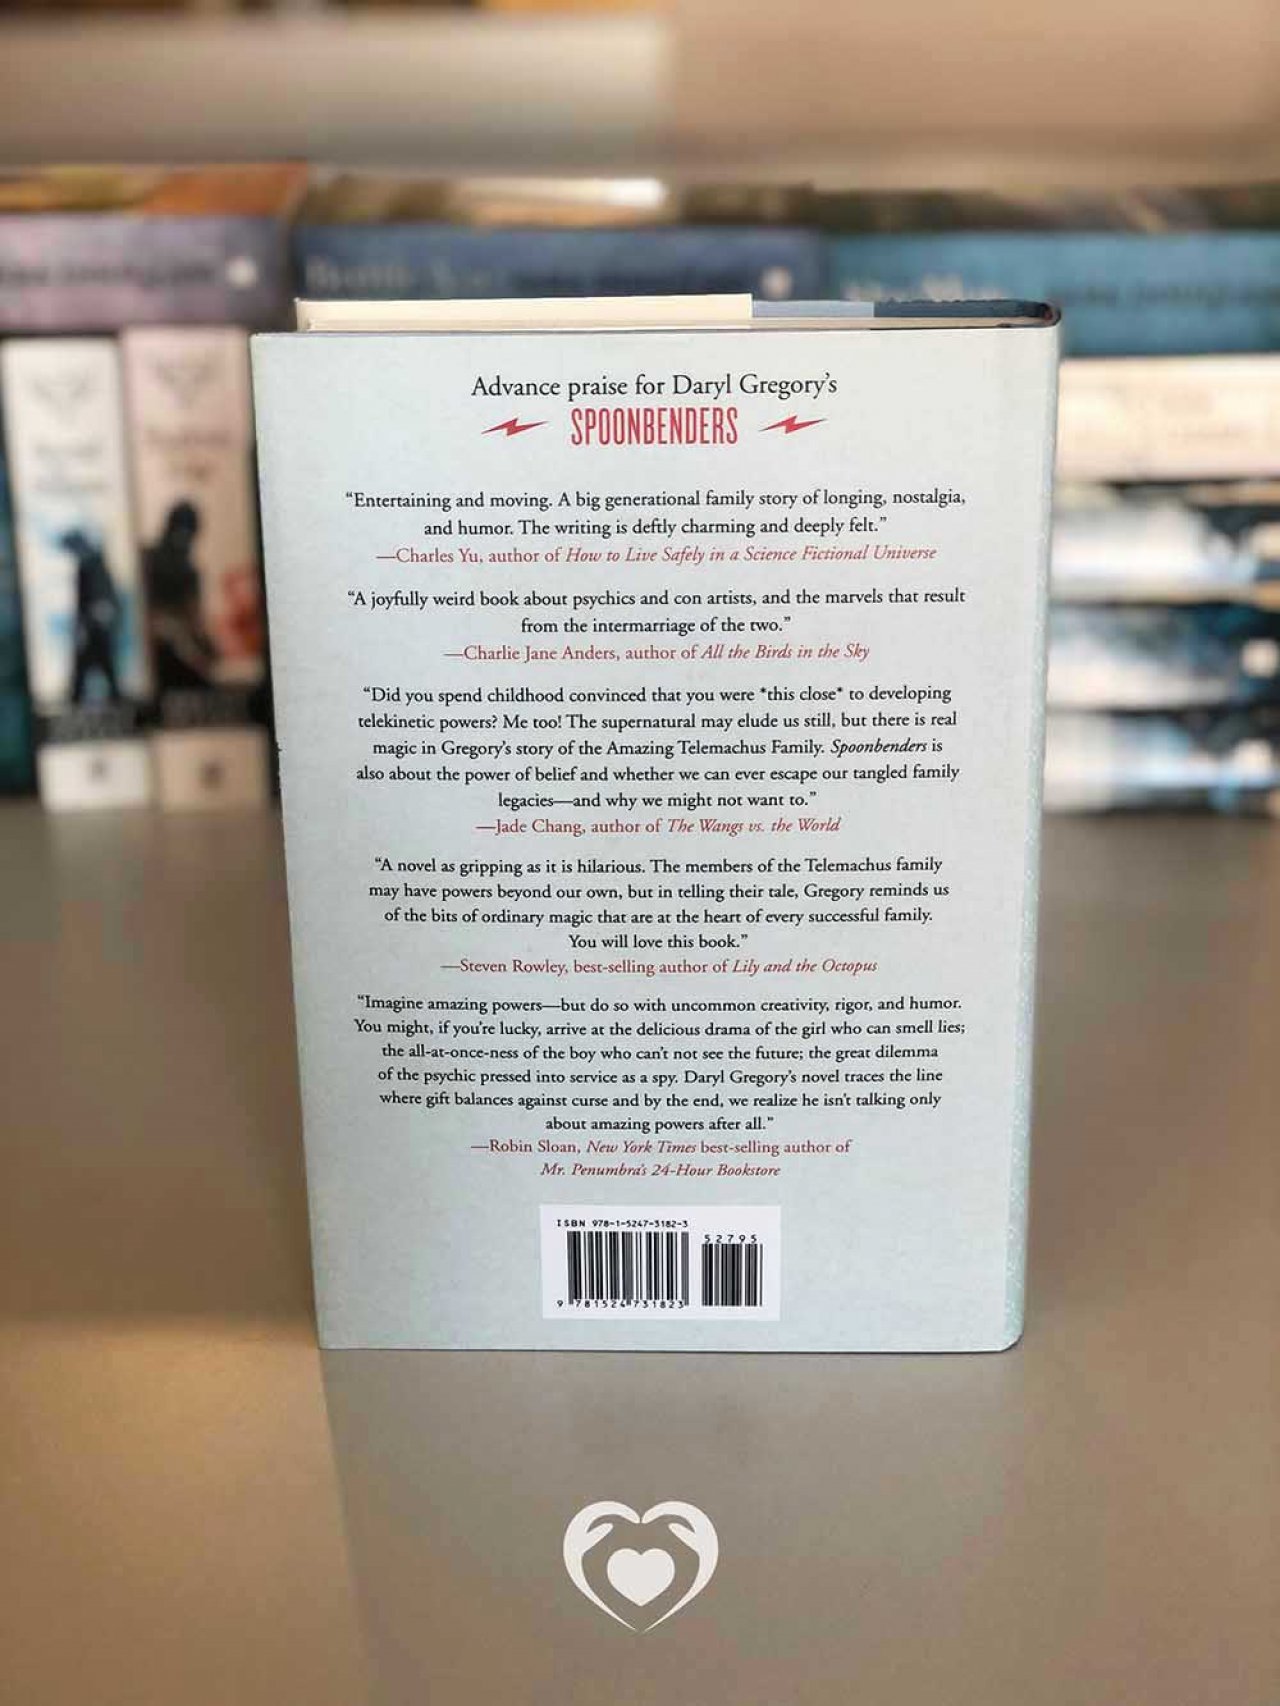 Advance praise for Daryl Gregory's
SPOONBENDERS
“Entertaining and moving. A big generational family story of longing, nostalgia,
and humor. The writing is deftly charming and deeply felt.”
—Charles Yu, author of How to Live Safely in a Science Fictional Universe
“A joyfully weird book about psychics and con artists, and the marvels that result
from the intermarriage of the two.”
—Charlie Jane Anders, author of All the Birds in the Sky
“Did you spend childhood convinced that you were *this close* to developing
telekinetic powers? Me too! The supernatural may elude us still, but there is real
magic in Gregory's story of the Amazing Telemachus Family. Spoonbenders is
also about the power of belief and whether we can ever escape our tangled family
legacies—and why we might not want to.”
—Jade Chang, author of The Wangs vs. the World
“A novel as gripping as it is hilarious. The members of the Telemachus family
may have powers beyond our own, but in telling their tale, Gregory reminds us
of the bits of ordinary magic that are at the heart of every successful family.
You will love this book.”
—Steven Rowley, best-selling author of Lily and the Octopus
“Imagine amazing powers—but do so with uncommon creativity, rigor, and humor.
You might, if you're lucky, arrive at the delicious drama of the girl who can smell lies;
the all-at-once-ness of the boy who can't not see the future; the great dilemma
of the psychic pressed into service as a spy. Daryl Gregory's novel traces the line
where gift balances against curse and by the end, we realize he isn't talking only
about amazing powers after all.”
—Robin Sloan, New York Times best-selling author of
Mr. Penumbra's 24-Hour Bookstore
ISBN 978-1-5247-3182-3
52795
9 781524 731823